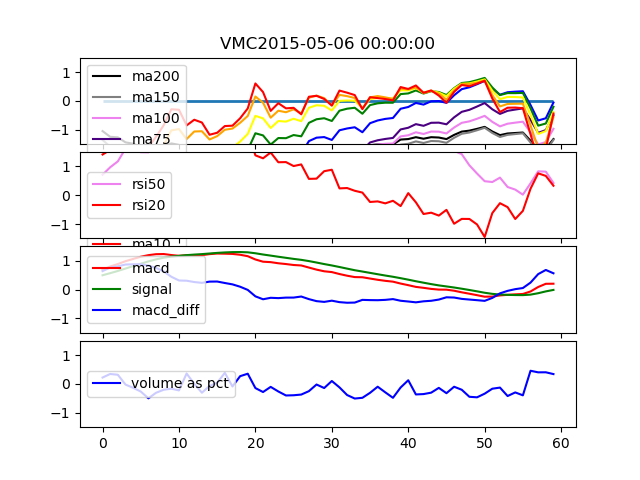 VMC2015-05-06 00:00:00
1
0
−1
ma200
ma150
ma100
ma75
1
0
−1
rsi50
rsi20
ma10
1
0
−1
macd
signal
macd_diff
1
0
−1
volume as pct
0 10 20 30 40 50 60